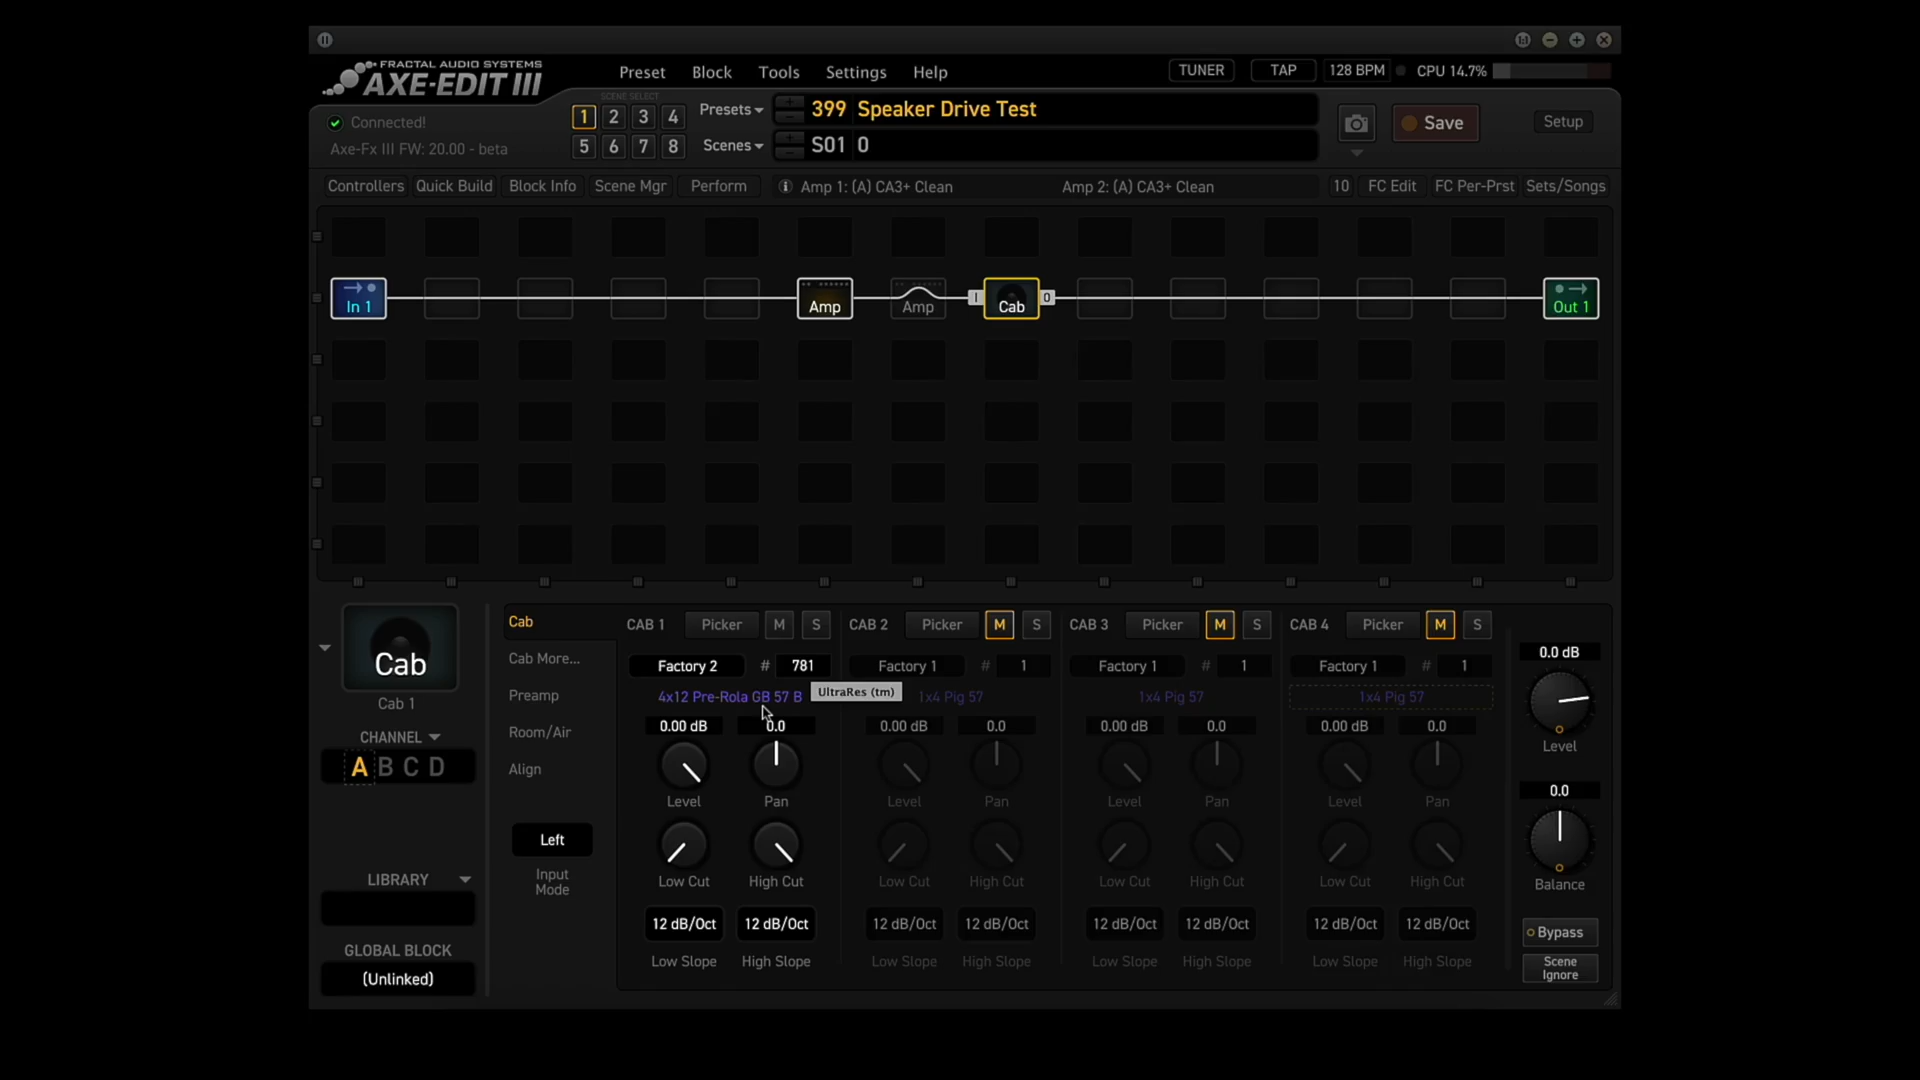 FRACTAL AUDIO SYSTEMS
AXE-EDIT III
Preset Block Tools Settings Help
TUNER TAP 128 BPM CPU 14.7%
SCENE SELECT
1 2 3 4
5 6 7 8
Presets 399 Speaker Drive Test
Scenes S01 0
Save Setup
Connected!
Axe-Fx III FW: 20.00 - beta
Controllers Quick Build Block Info Scene Mgr Perform Amp 1: (A) CA3+ Clean Amp 2: (A) CA3+ Clean 10 FC Edit FC Per-Prst Sets/Songs
In 1 Amp Amp I Cab O Out 1
Cab
Cab 1
CHANNEL
A B C D
LIBRARY
GLOBAL BLOCK
(Unlinked)
Cab
Cab More...
Preamp
Room/Air
Align
Left
Input
Mode
CAB 1 Picker M S CAB 2 Picker M S CAB 3 Picker M S CAB 4 Picker M S
Factory 2 # 781 Factory 1 # 1 Factory 1 # 1 Factory 1 # 1
4x12 Pre-Rola GB 57 B UltraRes (tm) 1x4 Pig 57 1x4 Pig 57 1x4 Pig 57
0.00 dB 0.0 0.00 dB 0.0 0.00 dB 0.0 0.00 dB 0.0
Level Pan Level Pan Level Pan Level Pan
Low Cut High Cut Low Cut High Cut Low Cut High Cut Low Cut High Cut
12 dB/Oct 12 dB/Oct 12 dB/Oct 12 dB/Oct 12 dB/Oct 12 dB/Oct 12 dB/Oct 12 dB/Oct
Low Slope High Slope Low Slope High Slope Low Slope High Slope Low Slope High Slope
0.0 dB
Level
0.0
Balance
Bypass
Scene
Ignore